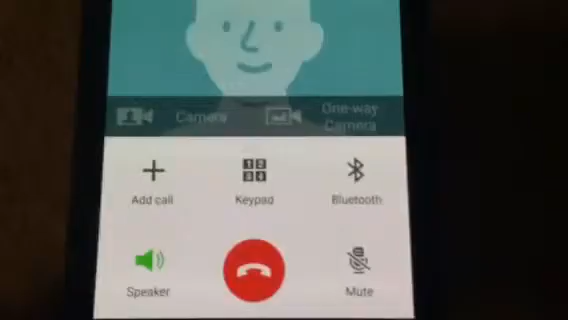 Camera
One-way
Camera
Add call
Keypad
Bluetooth
Speaker
Mute